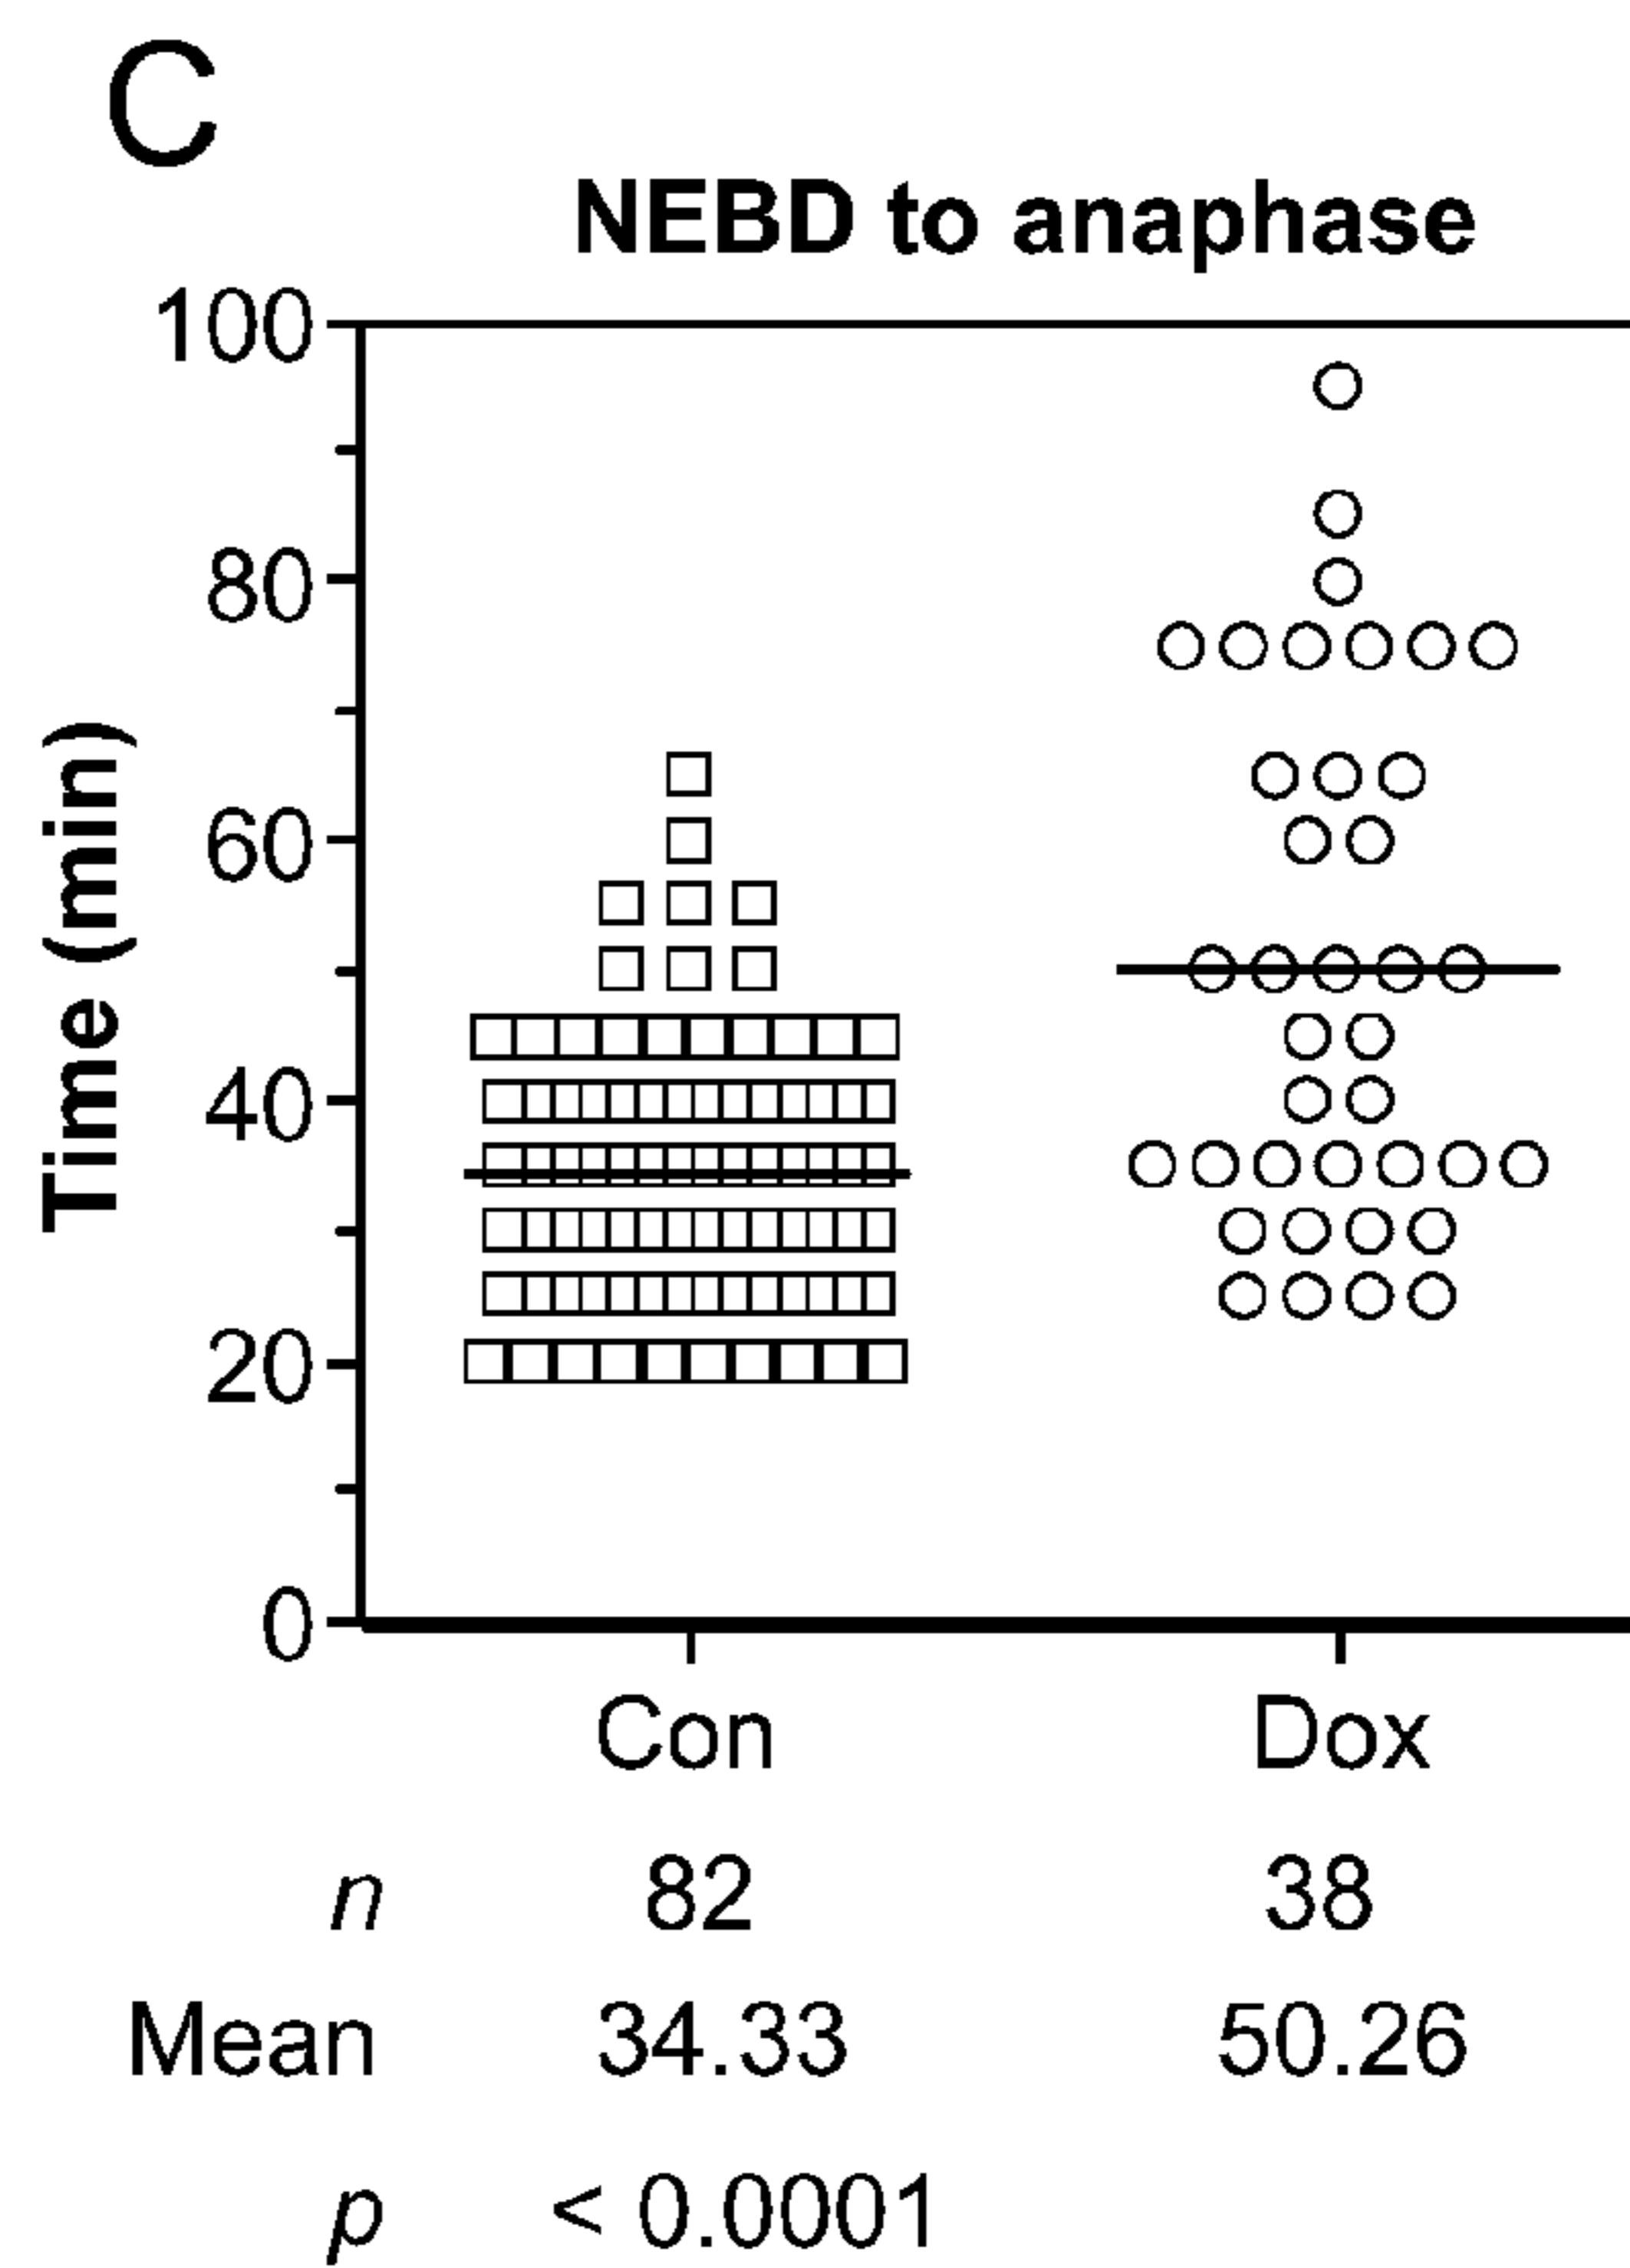 C
NEBD to anaphase
100
80
60
40
20
0
Time (min)
Con Dox
n 82 38
Mean 34.33 50.26
p < 0.0001